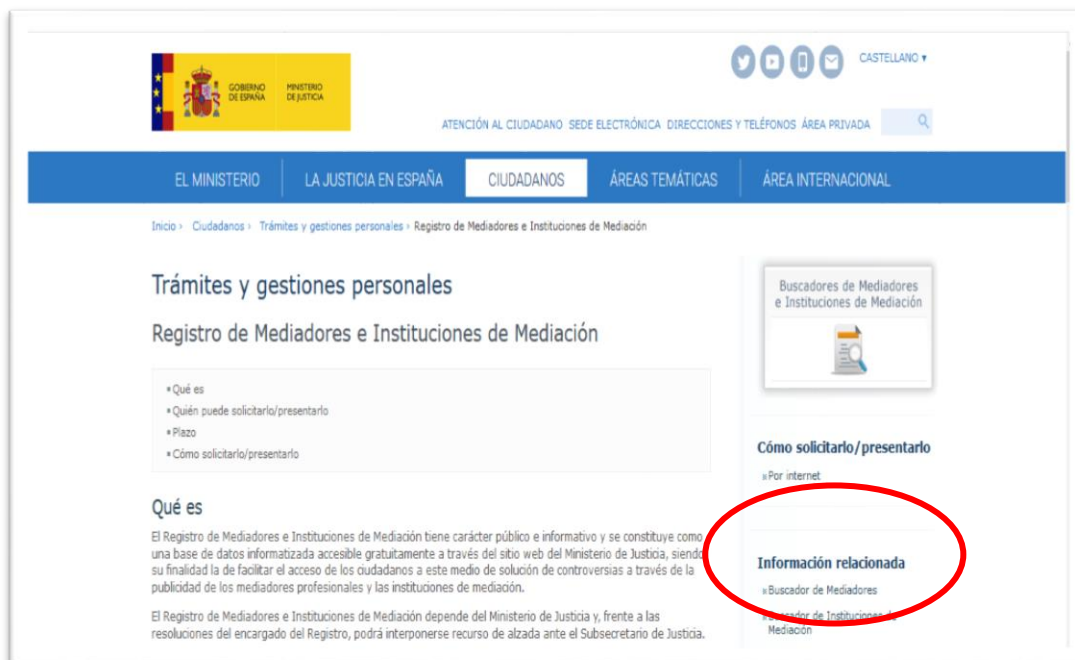 GOBIERNO
DE ESPAÑA
MINISTERIO
DE JUSTICIA
CASTELLANO
ATENCIÓN AL CIUDADANO SEDE ELECTRÓNICA DIRECCIONES Y TELÉFONOS ÁREA PRIVADA
EL MINISTERIO LA JUSTICIA EN ESPAÑA CIUDADANOS ÁREAS TEMÁTICAS ÁREA INTERNACIONAL
Inicio › Ciudadanos › Trámites y gestiones personales › Registro de Mediadores e Instituciones de Mediación
Trámites y gestiones personales
Registro de Mediadores e Instituciones de Mediación
Qué es
Quién puede solicitarlo/presentarlo
Plazo
Cómo solicitarlo/presentarlo
Qué es
El Registro de Mediadores e Instituciones de Mediación tiene carácter público e informativo y se constituye como
una base de datos informatizada accesible gratuitamente a través del sitio web del Ministerio de Justicia, siendo
su finalidad la de facilitar el acceso de los ciudadanos a este medio de solución de controversias a través de la
publicidad de los mediadores profesionales y las instituciones de mediación.
El Registro de Mediadores e Instituciones de Mediación depende del Ministerio de Justicia y, frente a las
resoluciones del encargado del Registro, podrá interponerse recurso de alzada ante el Subsecretario de Justicia.
Buscadores de Mediadores
e Instituciones de Mediación
Cómo solicitarlo/presentarlo
Por internet
Información relacionada
Buscador de Mediadores
Buscador de Instituciones de
Mediación